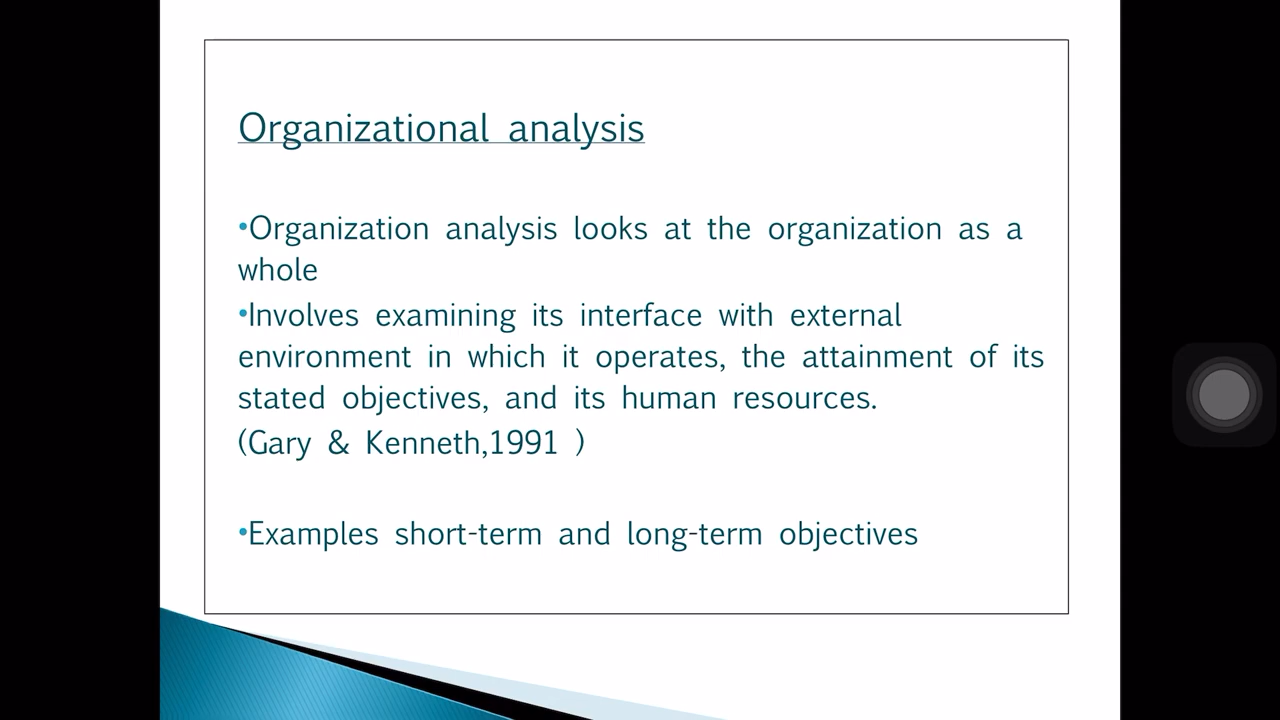 Organizational analysis
•Organization analysis looks at the organization as a
whole
•Involves examining its interface with external
environment in which it operates, the attainment of its
stated objectives, and its human resources.
(Gary & Kenneth,1991 )
•Examples short-term and long-term objectives